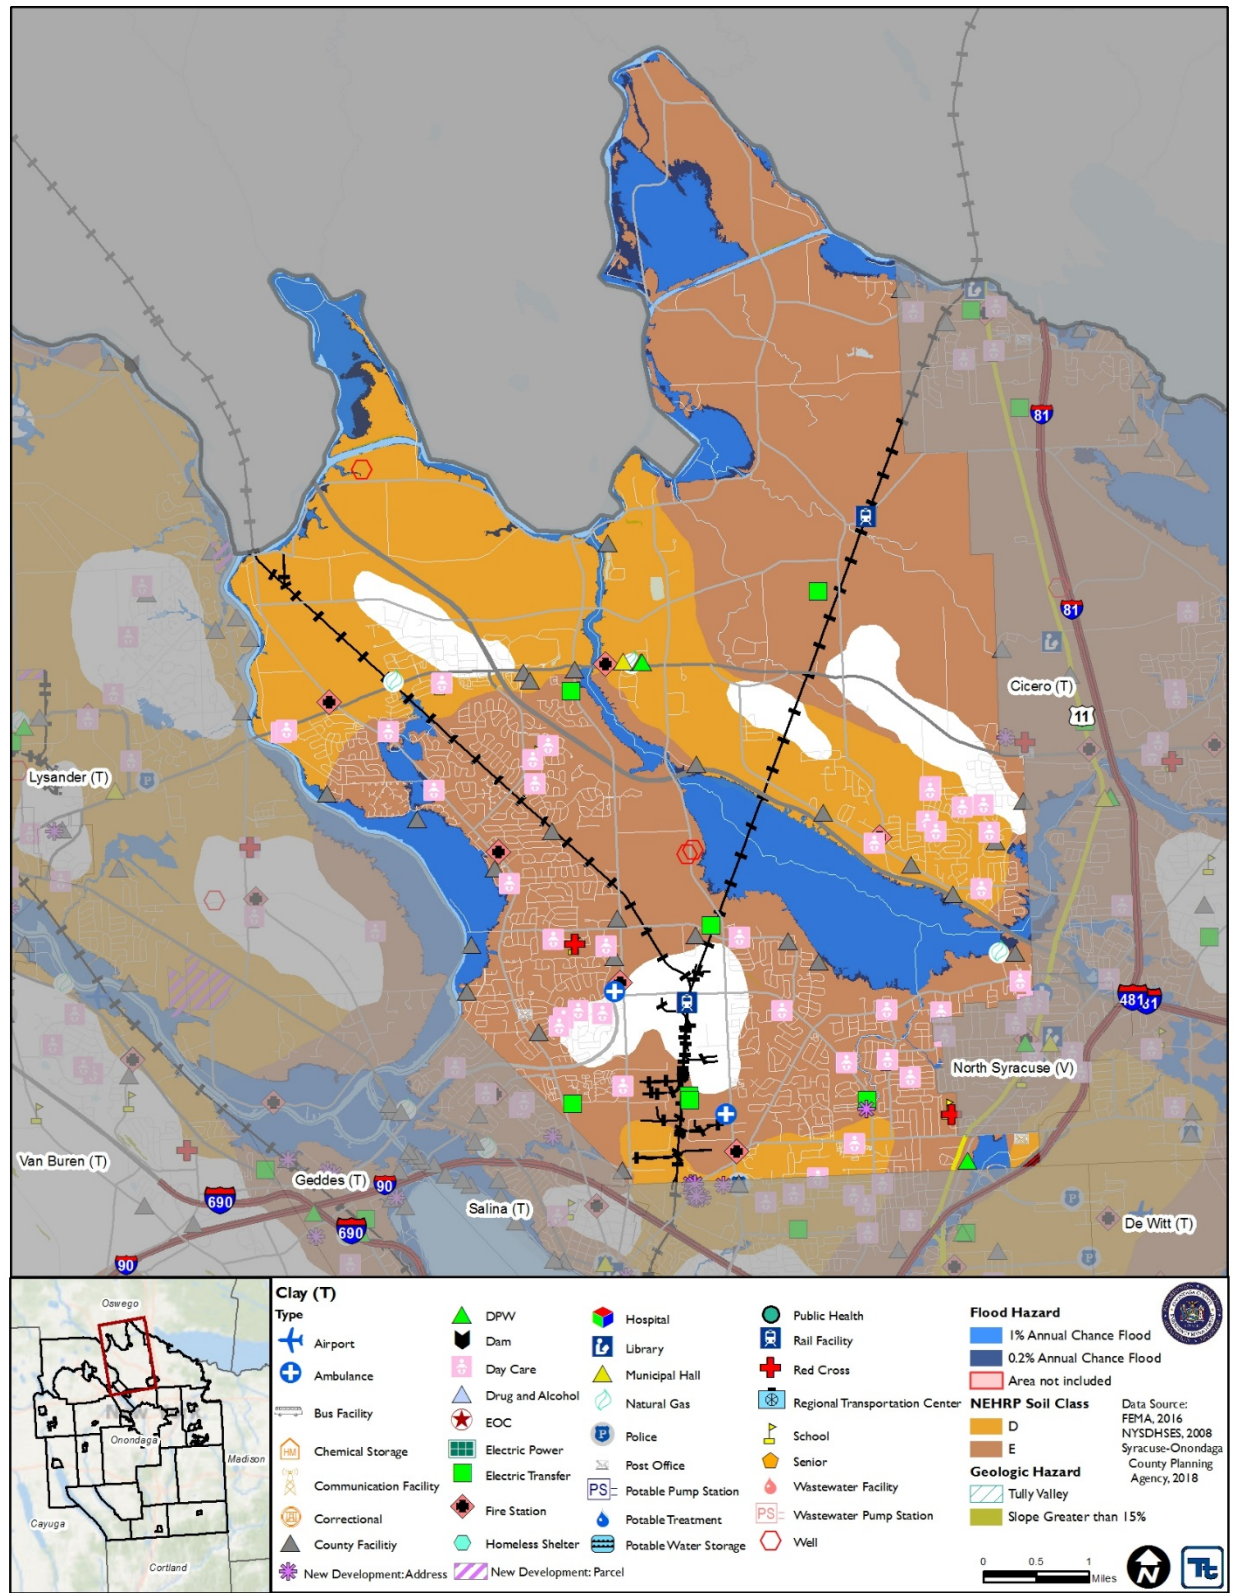 81
81
Cicero (T)
11
Lysander (T)
481
81
North Syracuse (V)
Van Buren (T)
Geddes (T)
90
690
Salina (T)
690
De Witt (T)
90
Oswego
Onondaga
Madison
Cayuga
Cortland
Clay (T)
Type
Airport
Ambulance
Bus Facility
HM
Chemical Storage
Communication Facility
Correctional
County Facilitiy
New Development: Address
DPW
Dam
Day Care
Drug and Alcohol
EOC
Electric Power
Electric Transfer
Fire Station
Homeless Shelter
New Development: Parcel
Hospital
Library
Municipal Hall
Natural Gas
Police
Post Office
PS Potable Pump Station
Potable Treatment
Potable Water Storage
Public Health
Rail Facility
Red Cross
Regional Transportation Center
School
Senior
Wastewater Facility
PS Wastewater Pump Station
Well
Flood Hazard
1% Annual Chance Flood
0.2% Annual Chance Flood
Area not included
NEHRP Soil Class
D
E
Geologic Hazard
Tully Valley
Slope Greater than 15%
Data Source:
FEMA, 2016
NYSDHSES, 2008
Syracuse-Onondaga
County Planning
Agency, 2018
0 0.5 1
Miles
N
Tt